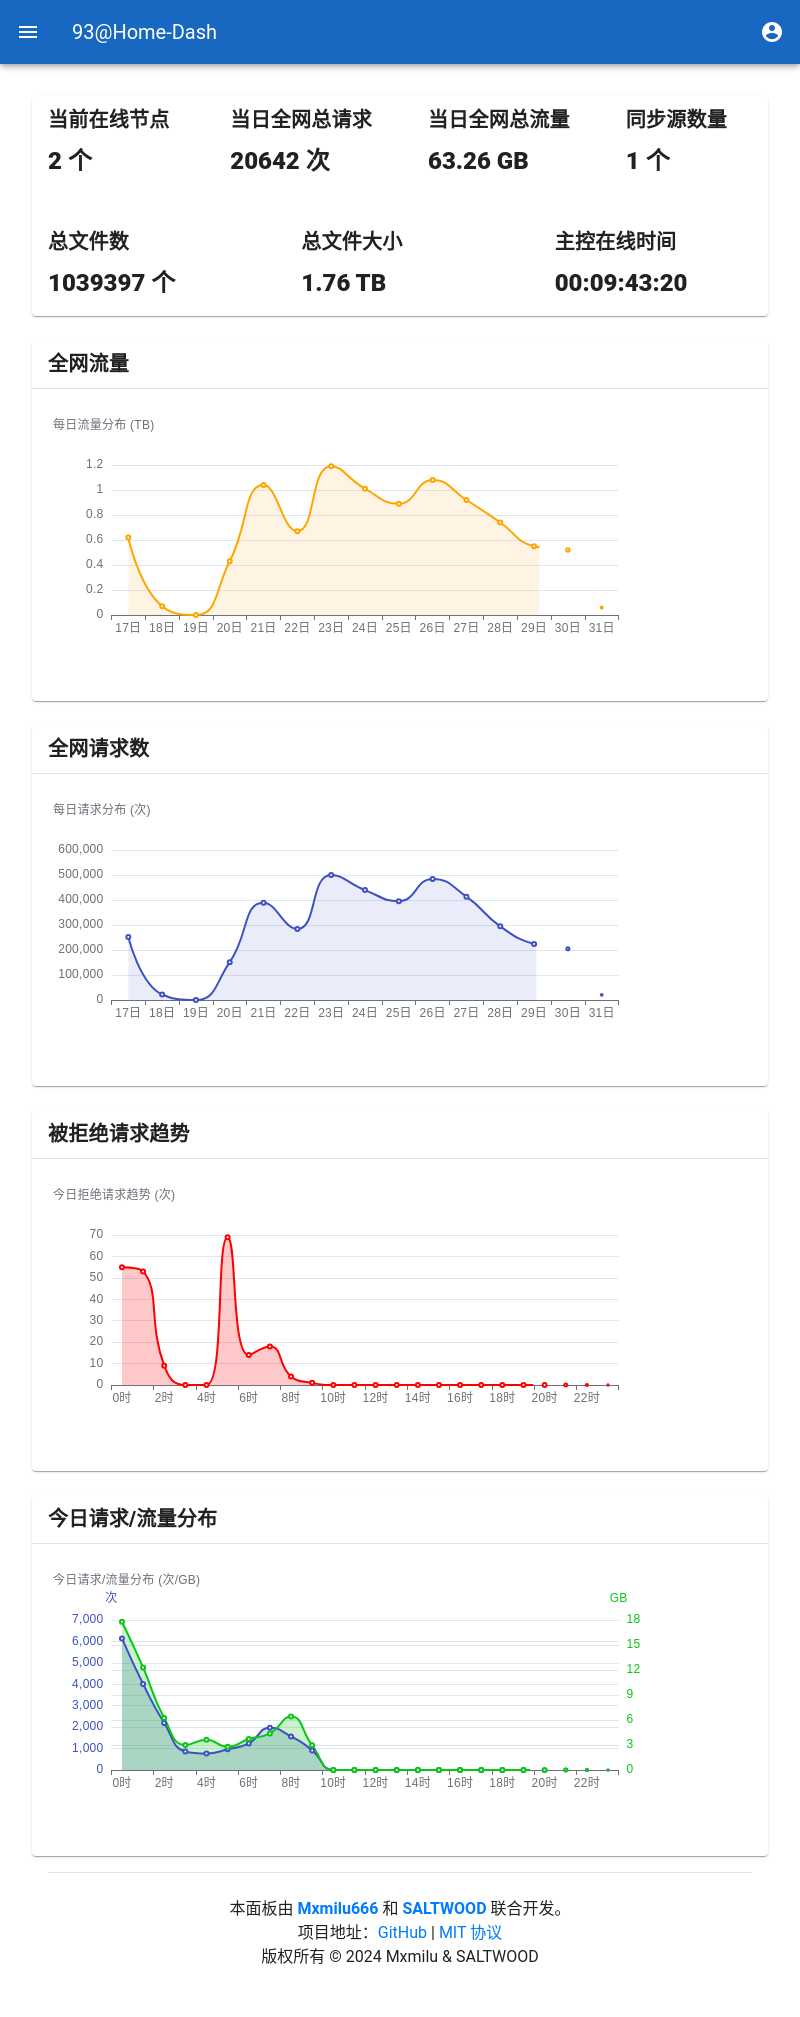 93@Home-Dash
当前在线节点 当日全网总请求 当日全网总流量 同步源数量
2 个 20642 次 63.26 GB 1 个
总文件数 总文件大小 主控在线时间
1039397 个 1.76 TB 00:09:43:20
全网流量
每日流量分布 (TB)
1.2
1
0.8
0.6
0.4
0.2
0
17日 18日 19日 20日 21日 22日 23日 24日 25日 26日 27日 28日 29日 30日 31日
全网请求数
每日请求分布 (次)
600,000
500,000
400,000
300,000
200,000
100,000
0
17日 18日 19日 20日 21日 22日 23日 24日 25日 26日 27日 28日 29日 30日 31日
被拒绝请求趋势
今日拒绝请求趋势 (次)
70
60
50
40
30
20
10
0
0时 2时 4时 6时 8时 10时 12时 14时 16时 18时 20时 22时
今日请求/流量分布
今日请求/流量分布 (次/GB)
次 GB
7,000 18
6,000 15
5,000 12
4,000 9
3,000 6
2,000 3
1,000 0
0
0时 2时 4时 6时 8时 10时 12时 14时 16时 18时 20时 22时
本面板由 Mxmilu666 和 SALTWOOD 联合开发。
项目地址：GitHub | MIT 协议
版权所有 © 2024 Mxmilu & SALTWOOD